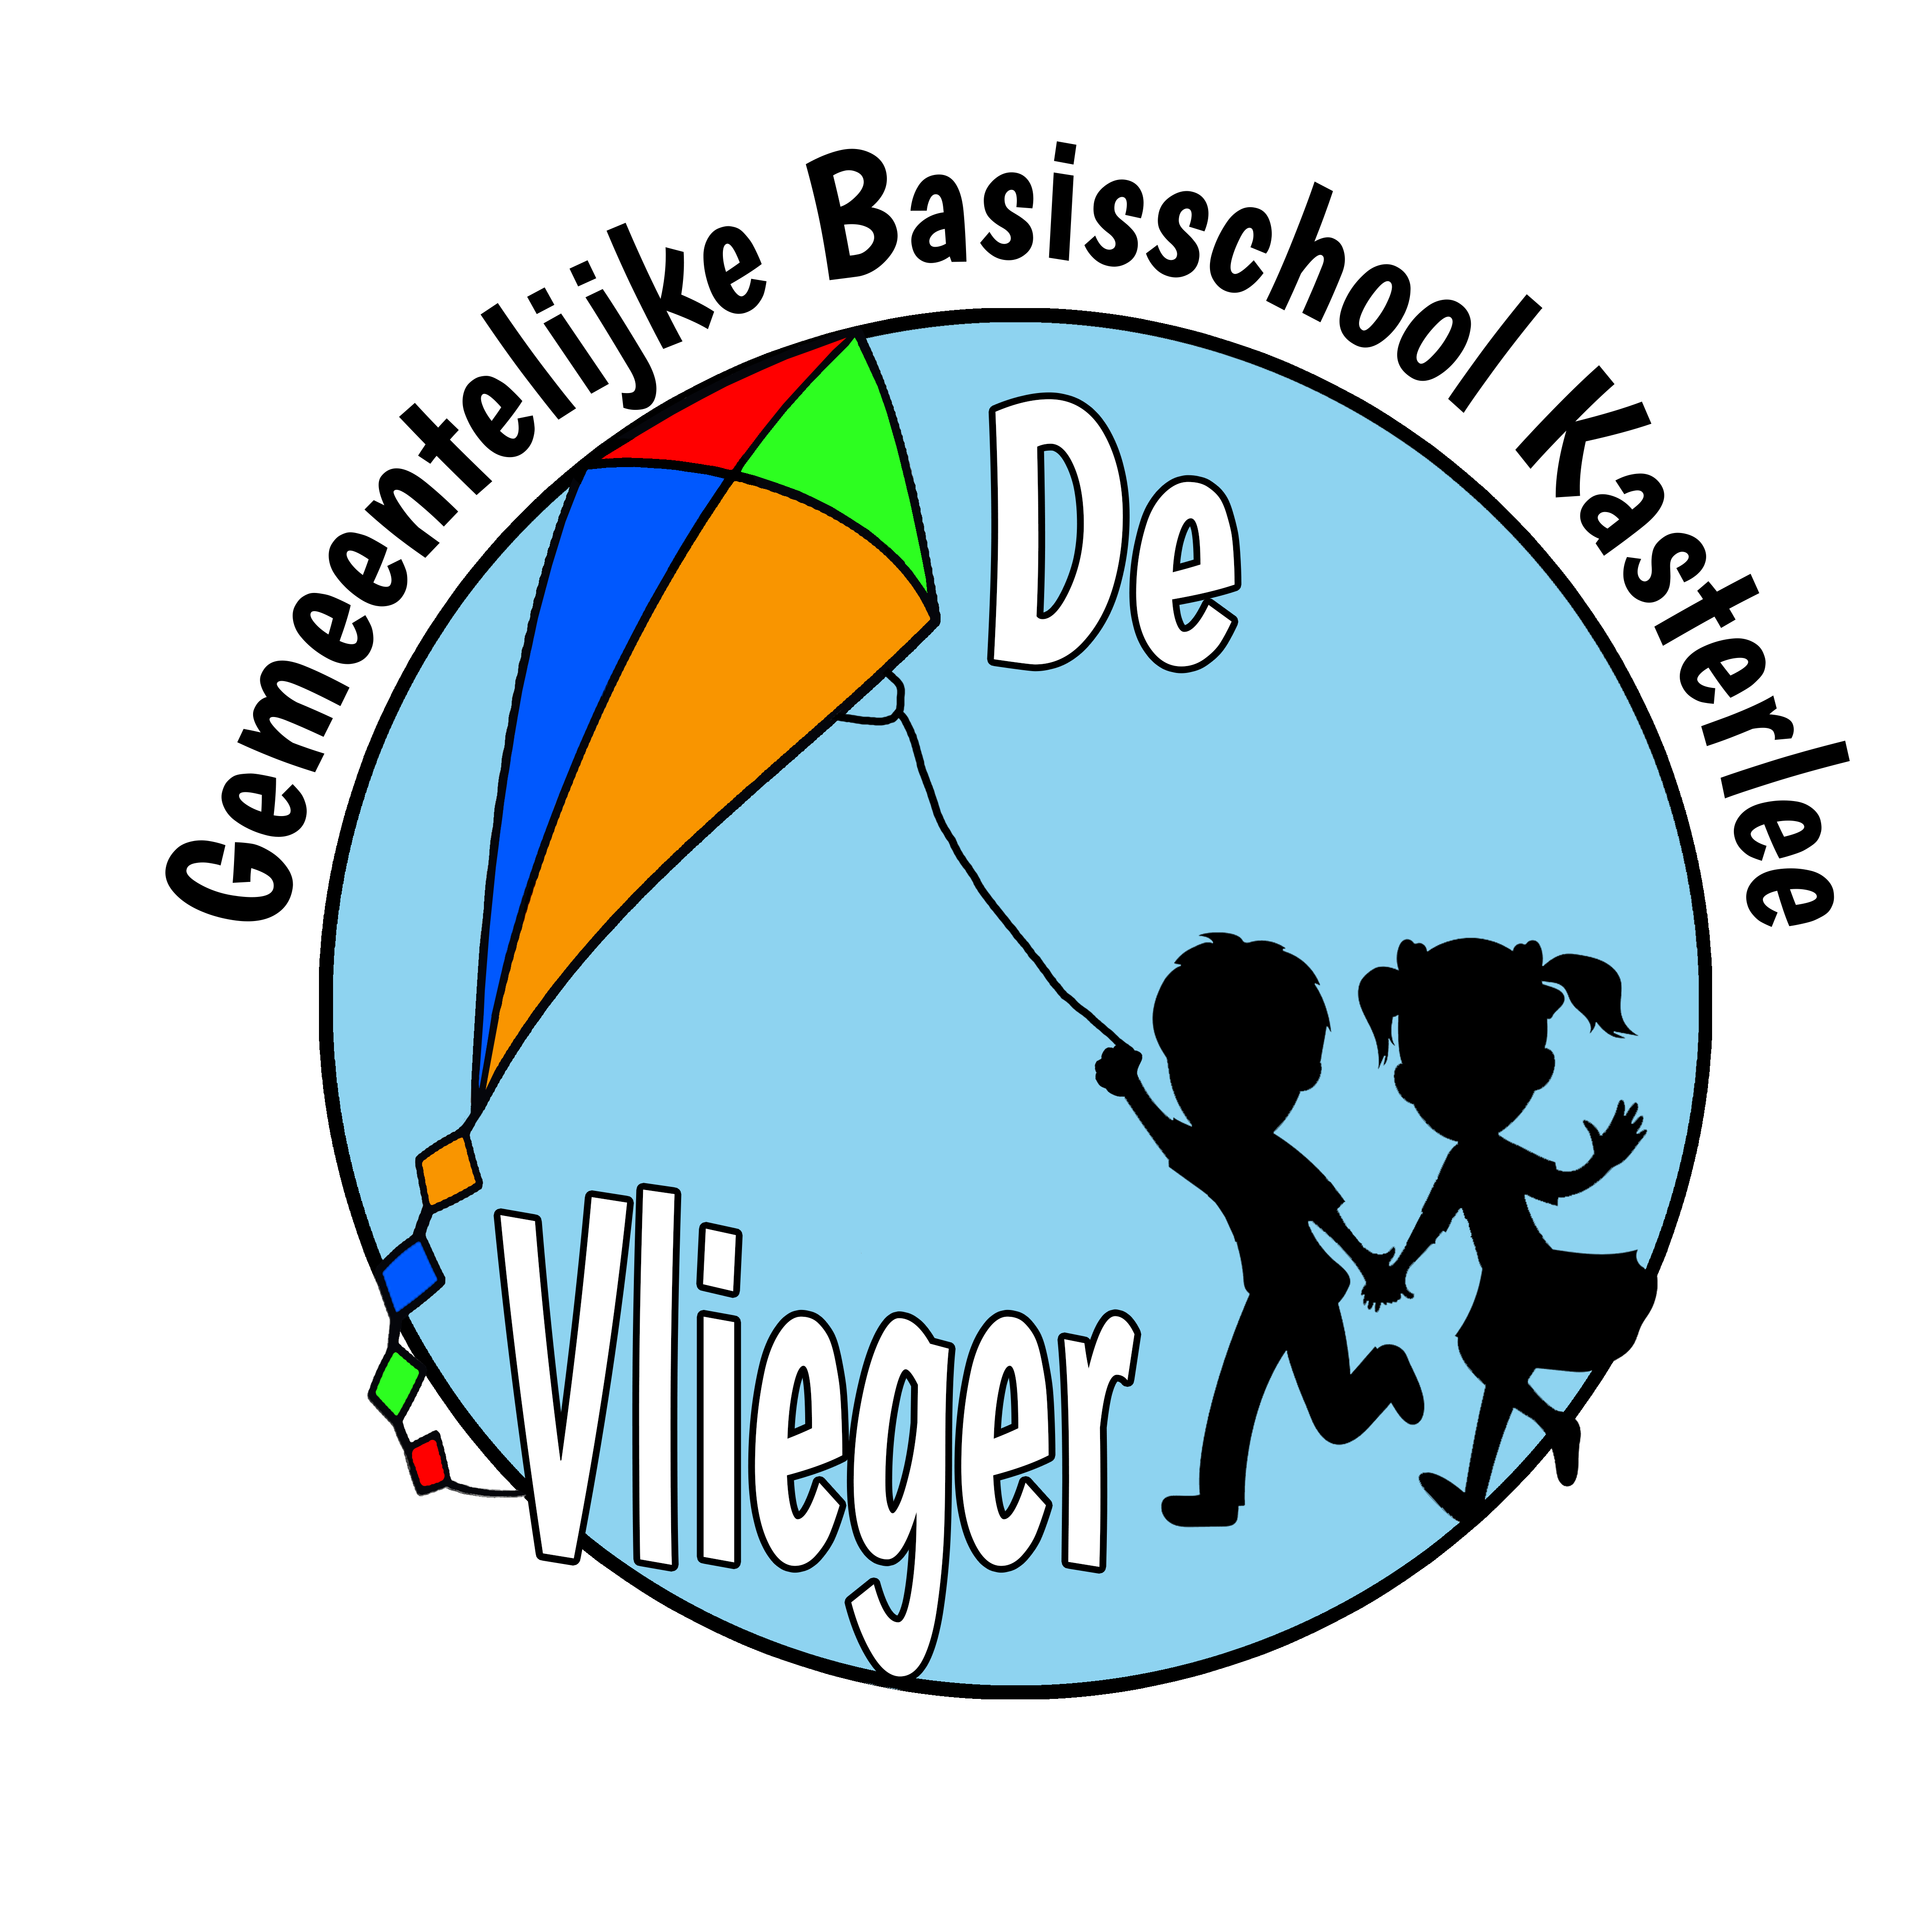 Gemeentelijke Basisschool Kasterlee
De
Vlieger